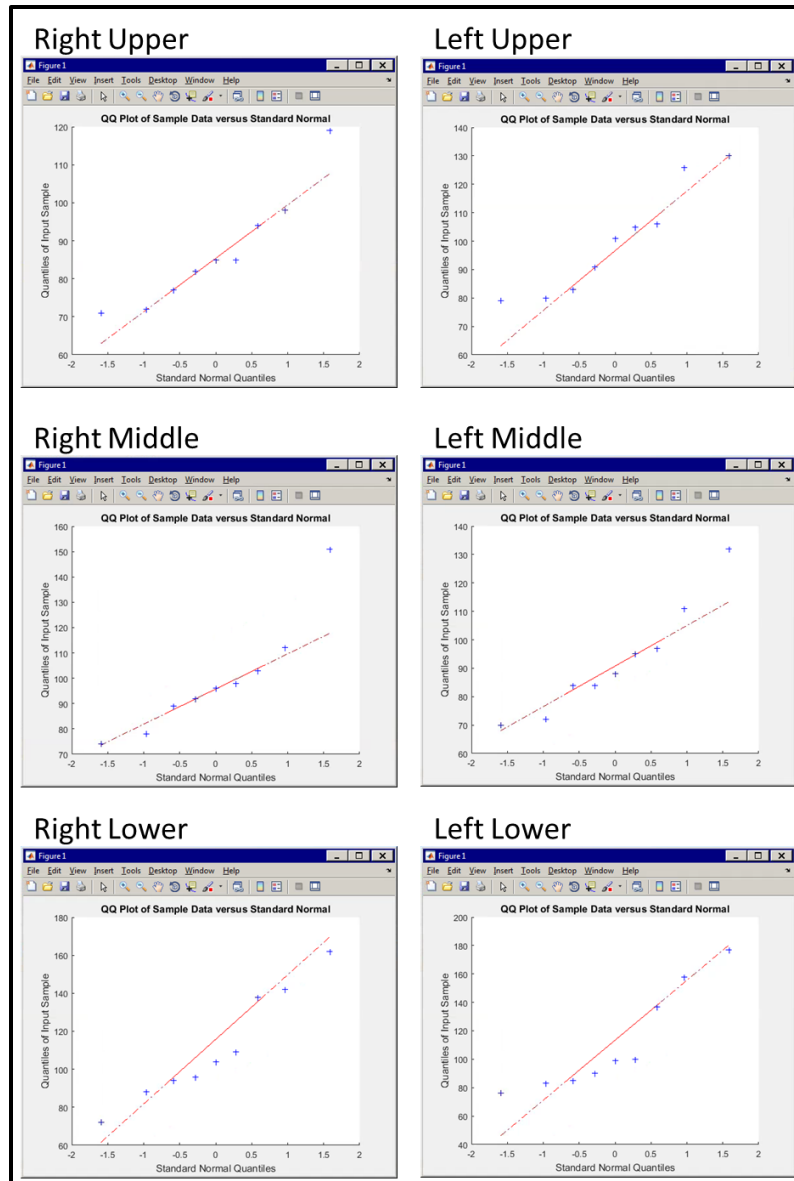 Right Upper
Figure 1
File Edit View Insert Tools Desktop Window Help
QQ Plot of Sample Data versus Standard Normal
120
110
100
90
80
70
60
Quantiles of Input Sample
-2 -1.5 -1 -0.5 0 0.5 1 1.5 2
Standard Normal Quantiles
Left Upper
Figure 1
File Edit View Insert Tools Desktop Window Help
QQ Plot of Sample Data versus Standard Normal
140
130
120
110
100
90
80
70
60
Quantiles of Input Sample
-2 -1.5 -1 -0.5 0 0.5 1 1.5 2
Standard Normal Quantiles
Right Middle
Figure 1
File Edit View Insert Tools Desktop Window Help
QQ Plot of Sample Data versus Standard Normal
160
150
140
130
120
110
100
90
80
70
Quantiles of Input Sample
-2 -1.5 -1 -0.5 0 0.5 1 1.5 2
Standard Normal Quantiles
Left Middle
Figure 1
File Edit View Insert Tools Desktop Window Help
QQ Plot of Sample Data versus Standard Normal
140
130
120
110
100
90
80
70
60
Quantiles of Input Sample
-2 -1.5 -1 -0.5 0 0.5 1 1.5 2
Standard Normal Quantiles
Right Lower
Figure 1
File Edit View Insert Tools Desktop Window Help
QQ Plot of Sample Data versus Standard Normal
180
160
140
120
100
80
60
Quantiles of Input Sample
-2 -1.5 -1 -0.5 0 0.5 1 1.5 2
Standard Normal Quantiles
Left Lower
Figure 1
File Edit View Insert Tools Desktop Window Help
QQ Plot of Sample Data versus Standard Normal
200
180
160
140
120
100
80
60
40
Quantiles of Input Sample
-2 -1.5 -1 -0.5 0 0.5 1 1.5 2
Standard Normal Quantiles